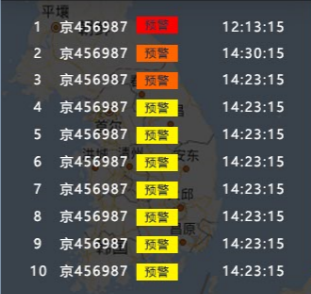 平壤
1 京456987 预警 12:13:15
2 京456987 预警 14:30:15
3 京456987 预警 14:23:15
4 京456987 预警 14:23:15
5 京456987 预警 14:23:15
6 京456987 预警 14:23:15
安东
7 京456987 预警 14:23:15
8 京456987 预警 14:23:15
9 京456987 预警 14:23:15
10 京456987 预警 14:23:15